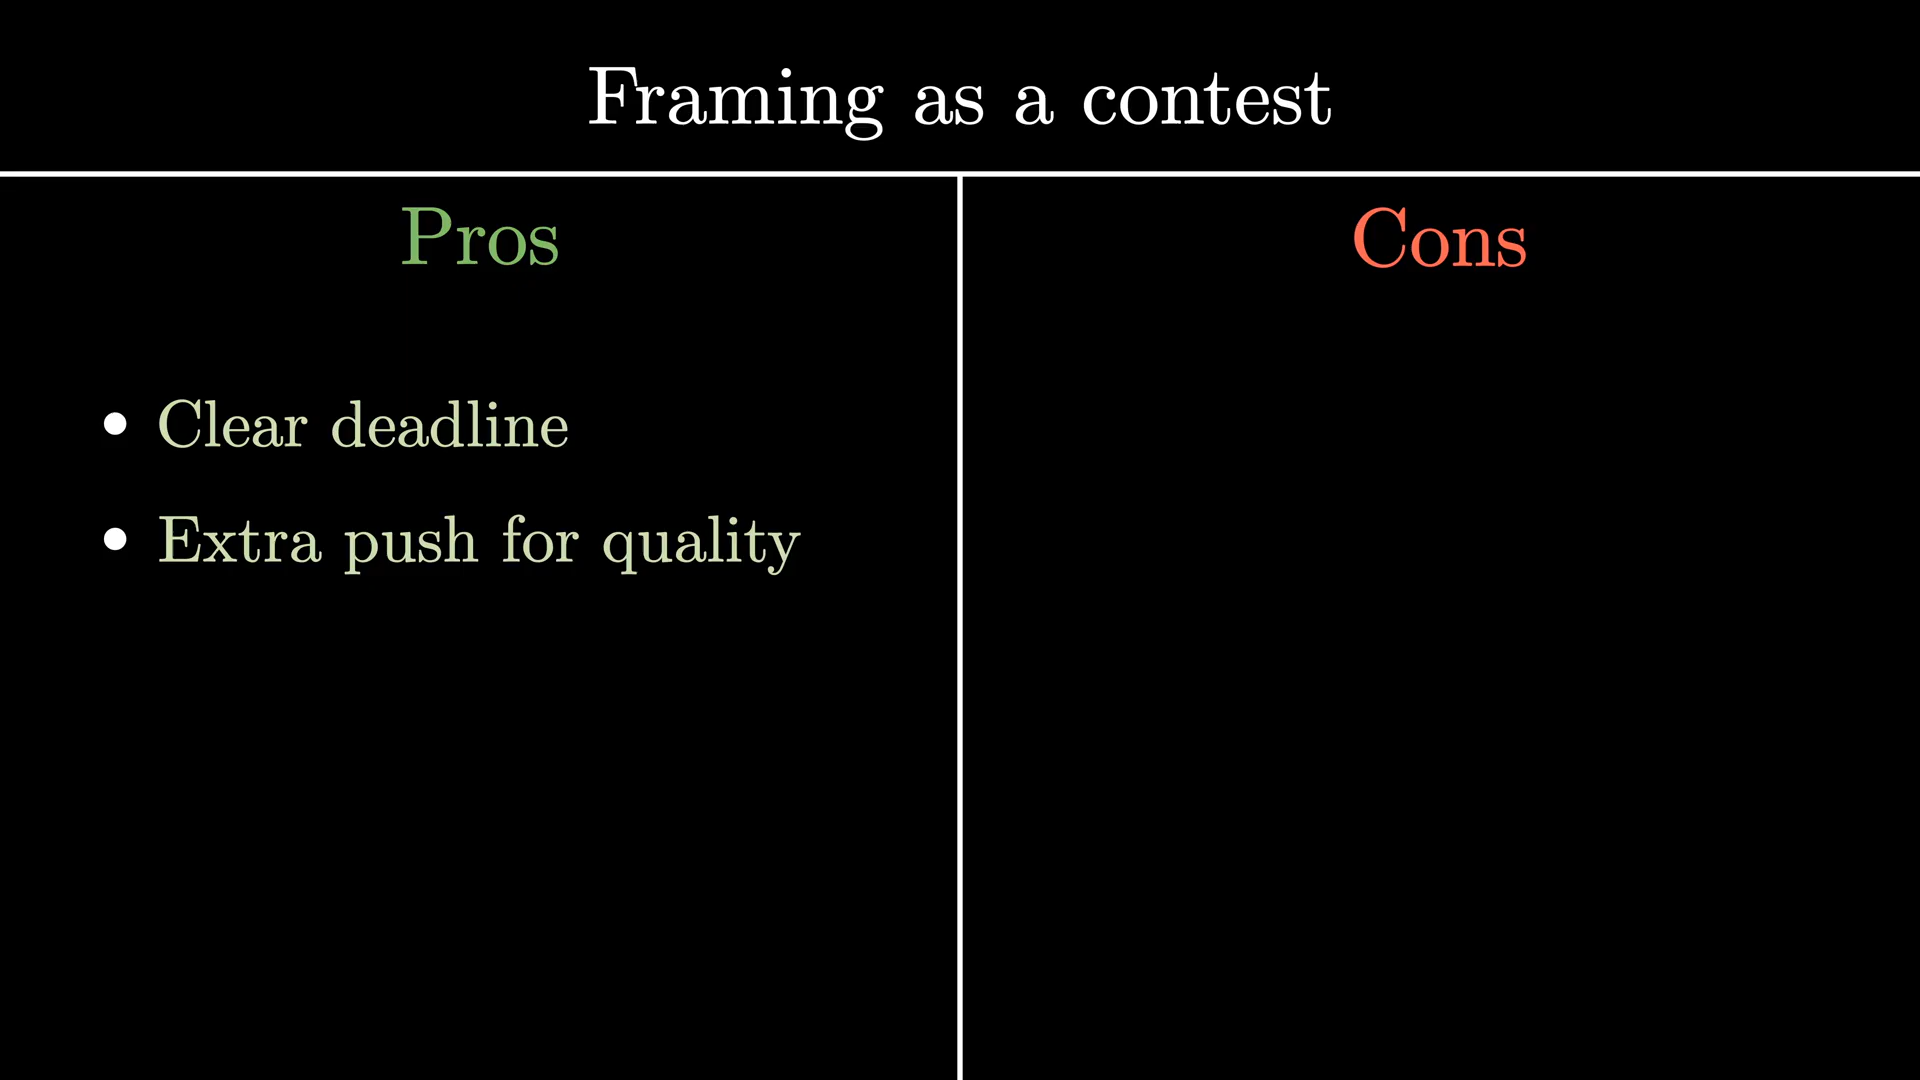 Framing as a contest
Pros
Cons
• Clear deadline
• Extra push for quality